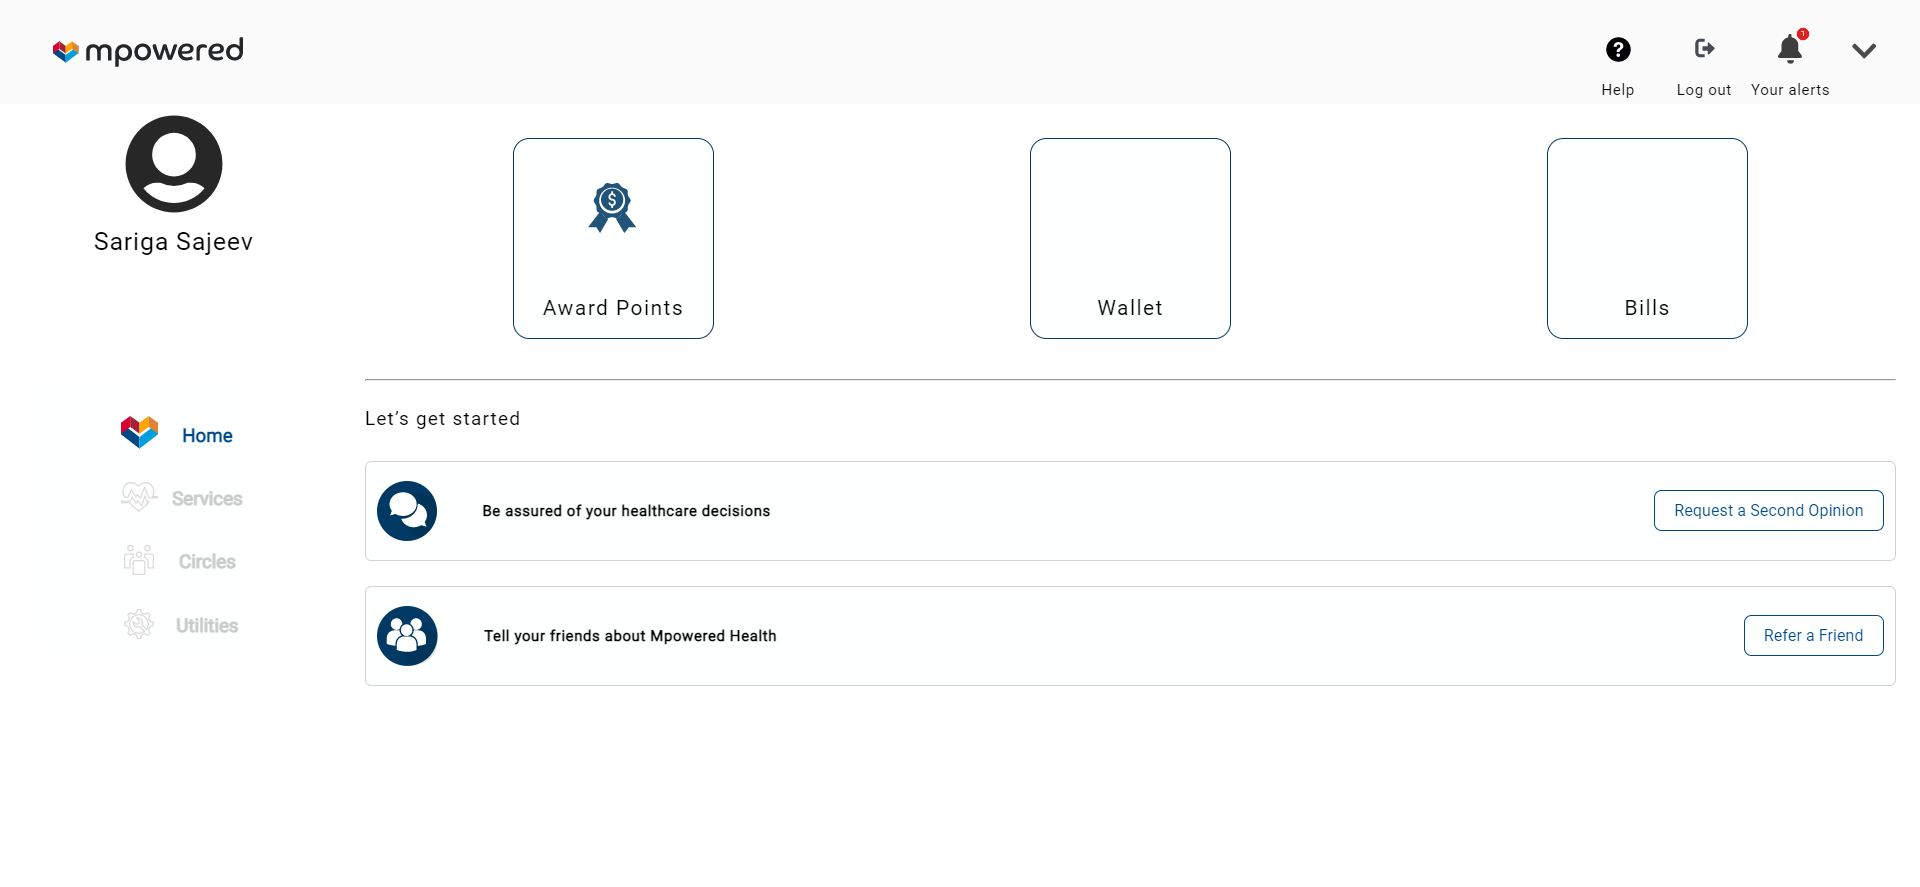 mpowered
?
1
Help
Log out
Your alerts
Sariga Sajeev
$
Award Points
Wallet
Bills
Home
Services
Circles
Utilities
Let’s get started
Be assured of your healthcare decisions
Request a Second Opinion
Tell your friends about Mpowered Health
Refer a Friend